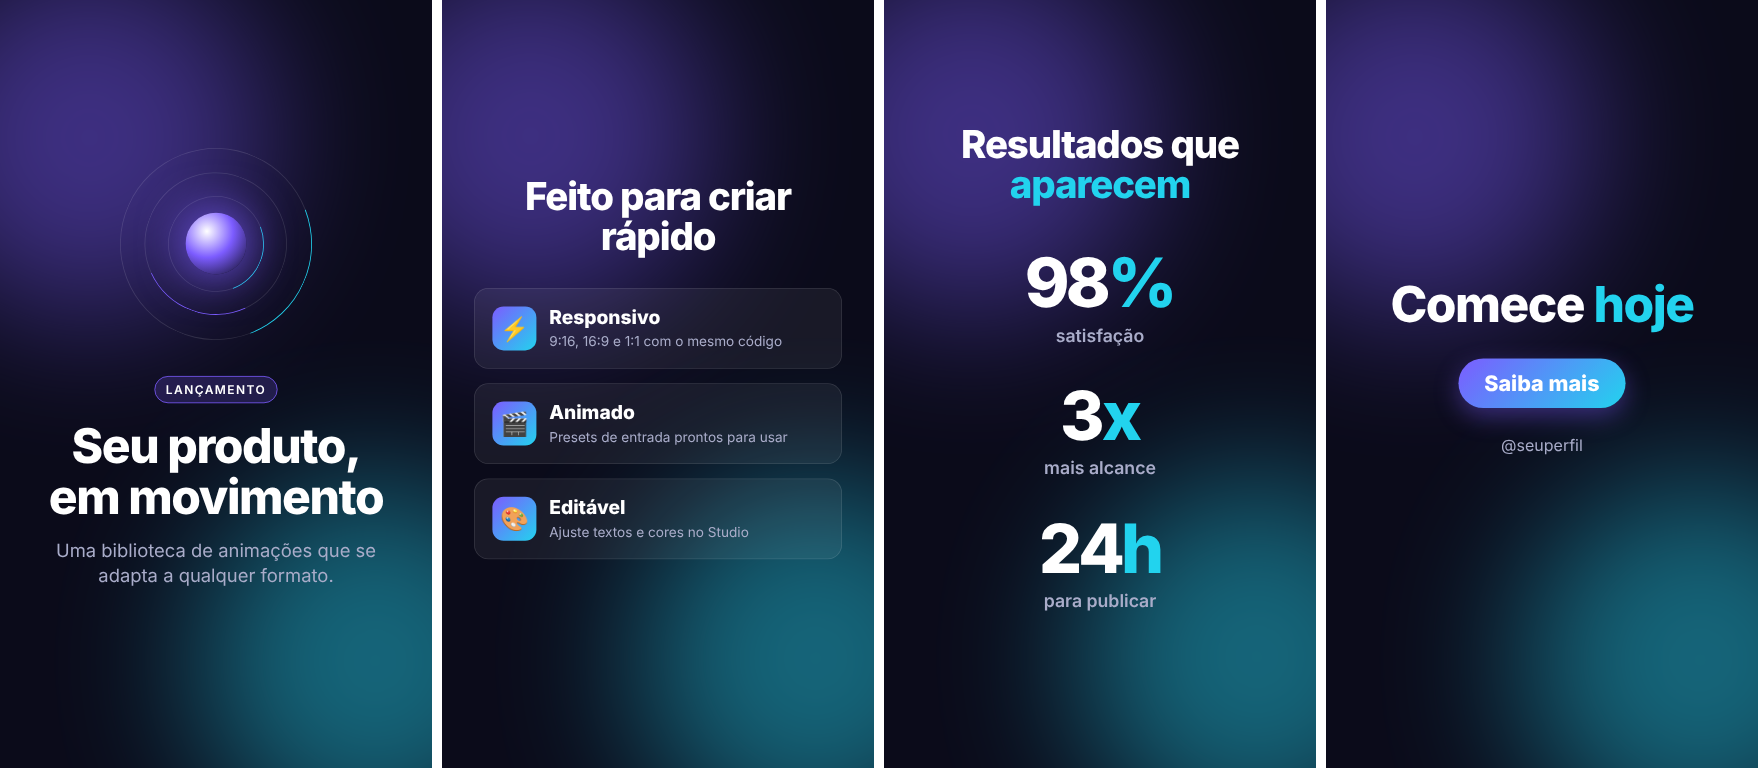 LANÇAMENTO
Seu produto,
em movimento
Uma biblioteca de animações que se
adapta a qualquer formato.
Feito para criar
rápido
Responsivo
9:16, 16:9 e 1:1 com o mesmo código
Animado
Presets de entrada prontos para usar
Editável
Ajuste textos e cores no Studio
Resultados que
aparecem
98%
satisfação
3x
mais alcance
24h
para publicar
Comece hoje
Saiba mais
@seuperfil